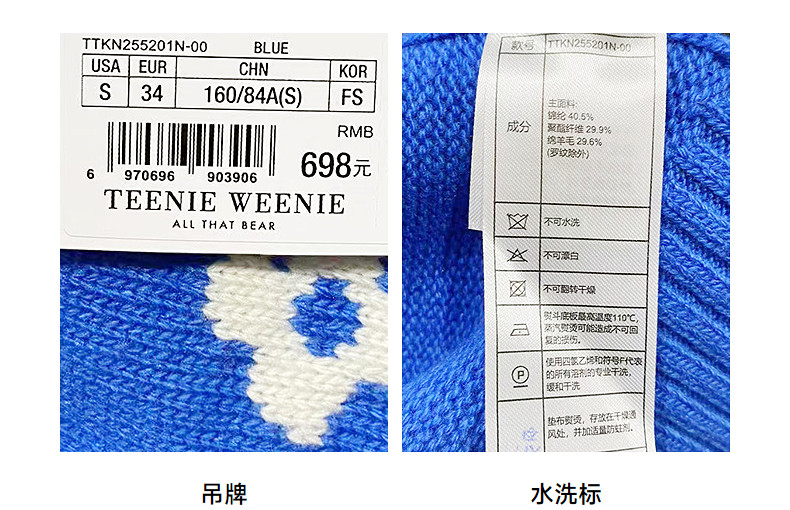 TTKN255201N-00 BLUE
USA EUR CHN KOR
S 34 160/84A(S) FS
RMB
698元
6 970696 903906
TEENIE WEENIE
ALL THAT BEAR
款号 TTKN255201N-00
成分
主面料:
锦纶 40.5%
聚酯纤维 29.9%
绵羊毛 29.6%
(罗纹除外)
不可水洗
不可漂白
不可翻转干燥
熨斗底板最高温度110℃,
蒸汽熨烫可能造成不可回
复的损伤。
P
使用四氯乙烯和符号F代表
的所有溶剂的专业干洗,
缓和干洗
垫布熨烫，存放在干燥通
风处，并加适量防蛀剂。
吊牌
水洗标